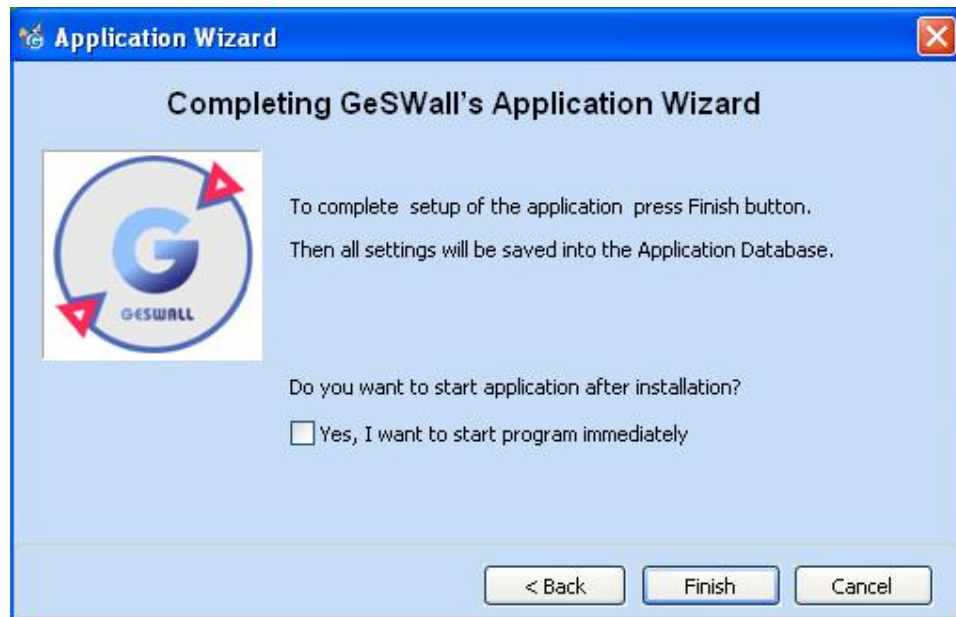 Application Wizard
Completing GeSWall's Application Wizard
To complete setup of the application press Finish button.
Then all settings will be saved into the Application Database.
G
GESWALL
Do you want to start application after installation?
Yes, I want to start program immediately
< Back Finish Cancel